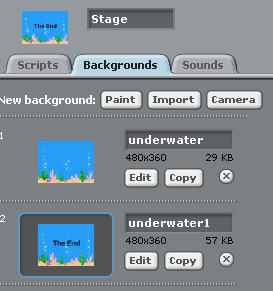 The End
Stage
Scripts Backgrounds Sounds
New background: Paint Import Camera
1
underwater
480x360 29 KB
Edit Copy
2
The End
underwater1
480x360 57 KB
Edit Copy